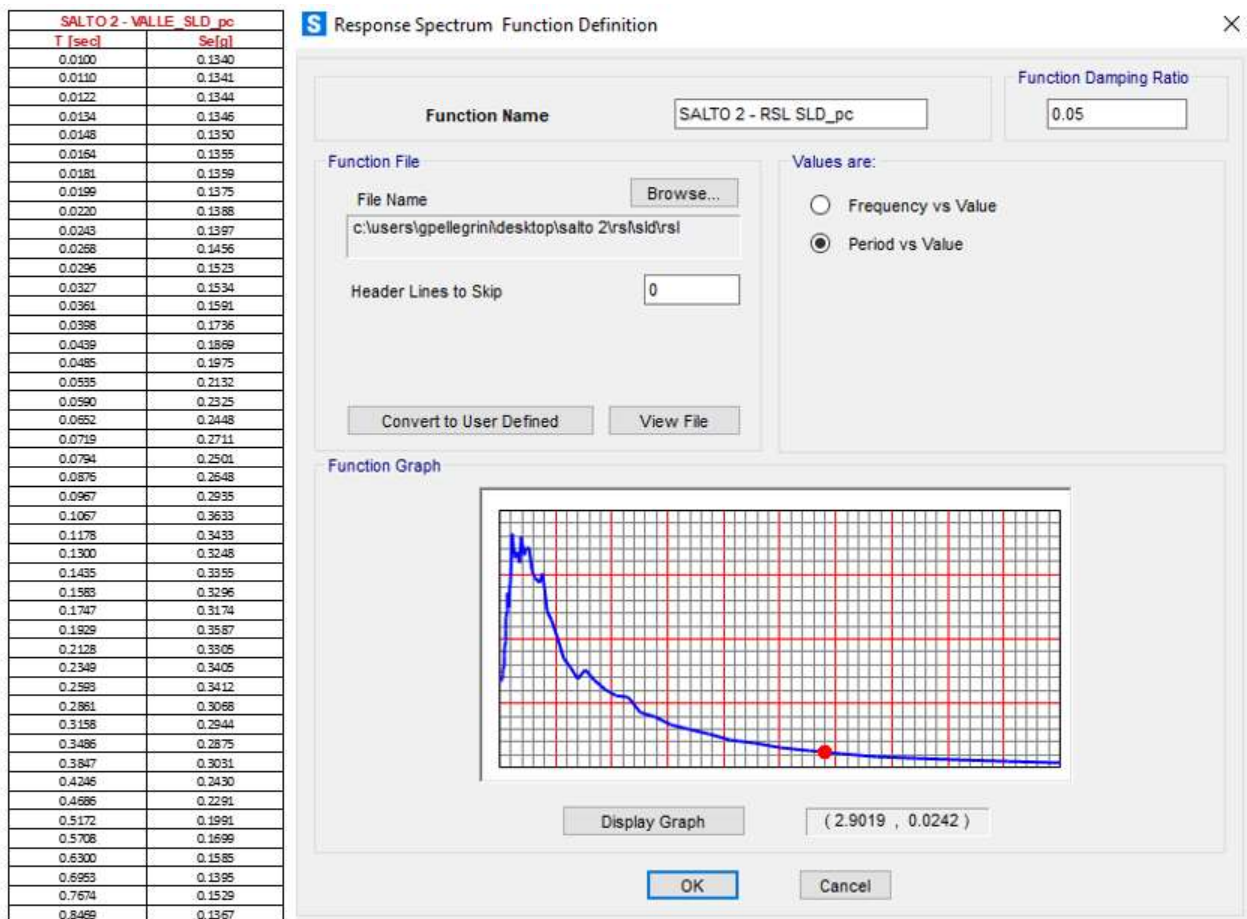 SALTO 2 - VALLE_SLD_pc
T [sec] Se[g]
0.0100 0.1340
0.0110 0.1341
0.0122 0.1344
0.0134 0.1346
0.0148 0.1350
0.0164 0.1355
0.0181 0.1359
0.0199 0.1375
0.0220 0.1388
0.0243 0.1397
0.0268 0.1456
0.0296 0.1523
0.0327 0.1534
0.0361 0.1591
0.0398 0.1736
0.0439 0.1869
0.0485 0.1975
0.0535 0.2132
0.0590 0.2325
0.0652 0.2448
0.0719 0.2711
0.0794 0.2501
0.0876 0.2648
0.0967 0.2935
0.1067 0.3633
0.1178 0.3433
0.1300 0.3248
0.1435 0.3355
0.1583 0.3296
0.1747 0.3174
0.1929 0.3587
0.2128 0.3305
0.2349 0.3405
0.2593 0.3412
0.2861 0.3068
0.3158 0.2944
0.3486 0.2875
0.3847 0.3031
0.4246 0.2430
0.4686 0.2291
0.5172 0.1991
0.5708 0.1699
0.6300 0.1585
0.6953 0.1395
0.7674 0.1529
0.8469 0.1367
S Response Spectrum Function Definition
Function Damping Ratio
Function Name SALTO 2 - RSL SLD_pc 0.05
Function File
File Name Browse...
c:\users\gpellegrini\desktop\salto 2\rsl\sld\rsl
Header Lines to Skip 0
Convert to User Defined View File
Values are:
Frequency vs Value
Period vs Value
Function Graph
Display Graph ( 2.9019 , 0.0242 )
OK Cancel